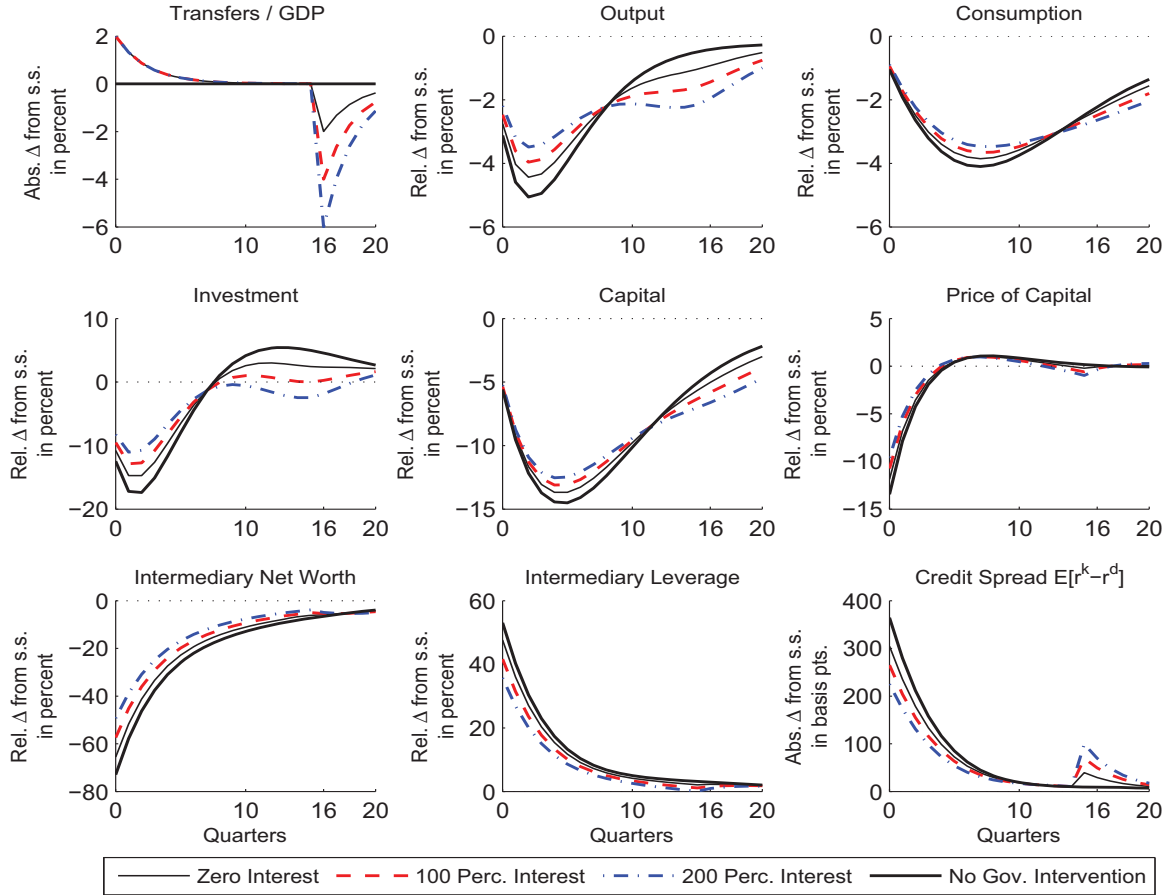 Transfers / GDP
Output
Consumption
Abs. Δ from s.s.
in percent
2
0
−2
−4
−6
0
10
16
20
Rel. Δ from s.s.
in percent
0
−2
−4
−6
0
10
16
20
Rel. Δ from s.s.
in percent
0
−2
−4
−6
0
10
16
20
Investment
Capital
Price of Capital
Rel. Δ from s.s.
in percent
10
0
−10
−20
0
10
16
20
Rel. Δ from s.s.
in percent
0
−5
−10
−15
0
10
16
20
Rel. Δ from s.s.
in percent
5
0
−5
−10
−15
0
10
16
20
Intermediary Net Worth
Intermediary Leverage
Credit Spread E[r^k−r^d]
Rel. Δ from s.s.
in percent
0
−20
−40
−60
−80
0
10
16
20
Quarters
Rel. Δ from s.s.
in percent
60
40
20
0
0
10
16
20
Quarters
Abs. Δ from s.s.
in basis pts.
400
300
200
100
0
0
10
16
20
Quarters
Zero Interest
100 Perc. Interest
200 Perc. Interest
No Gov. Intervention